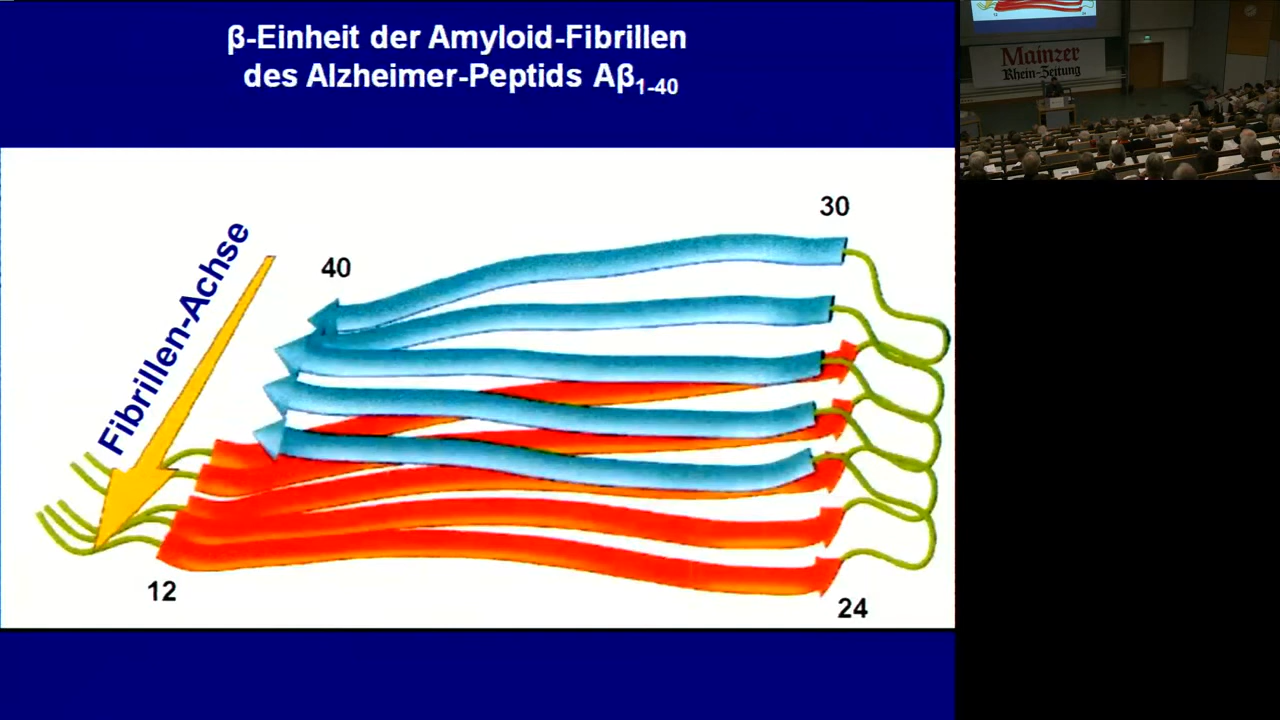 β-Einheit der Amyloid-Fibrillen
des Alzheimer-Peptids Aβ1-40
Fibrillen-Achse
40
30
12
24
Mainzer
Rhein-Zeitung